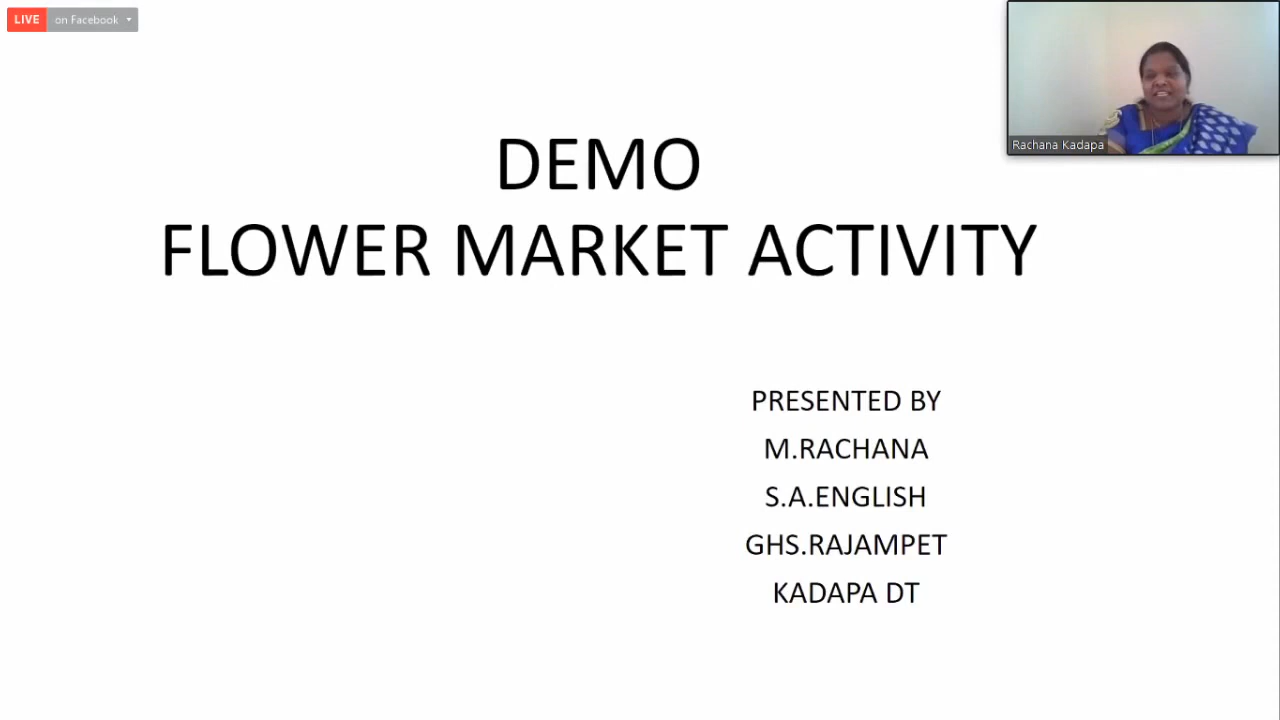 LIVE on Facebook
Rachana Kadapa
DEMO
FLOWER MARKET ACTIVITY
PRESENTED BY
M.RACHANA
S.A.ENGLISH
GHS.RAJAMPET
KADAPA DT